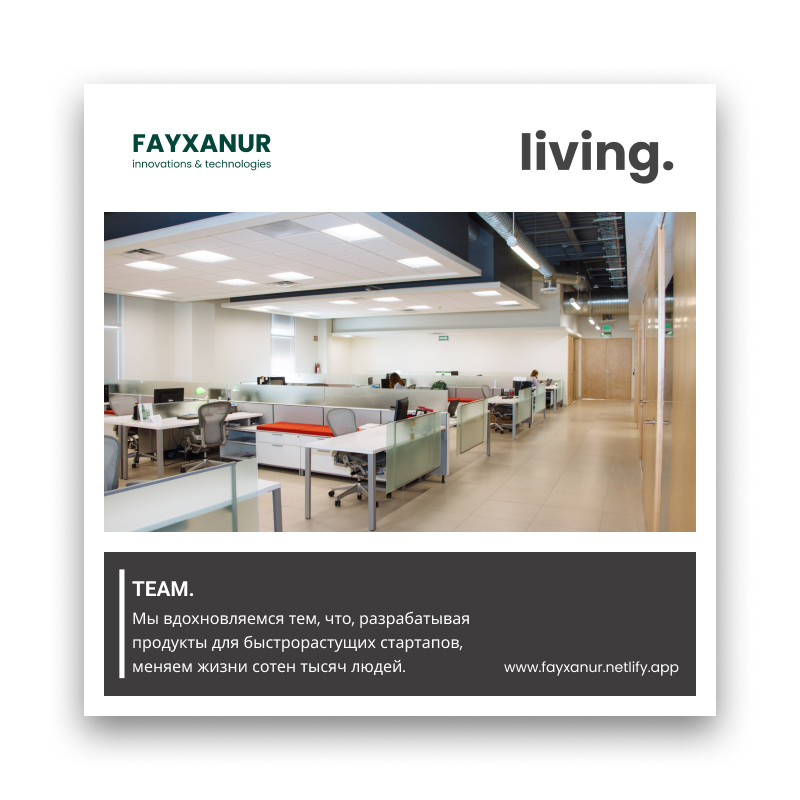 FAYXANUR
innovations & technologies
living.
TEAM.
Мы вдохновляемся тем, что, разрабатывая
продукты для быстрорастущих стартапов,
меняем жизни сотен тысяч людей.
www.fayxanur.netlify.app